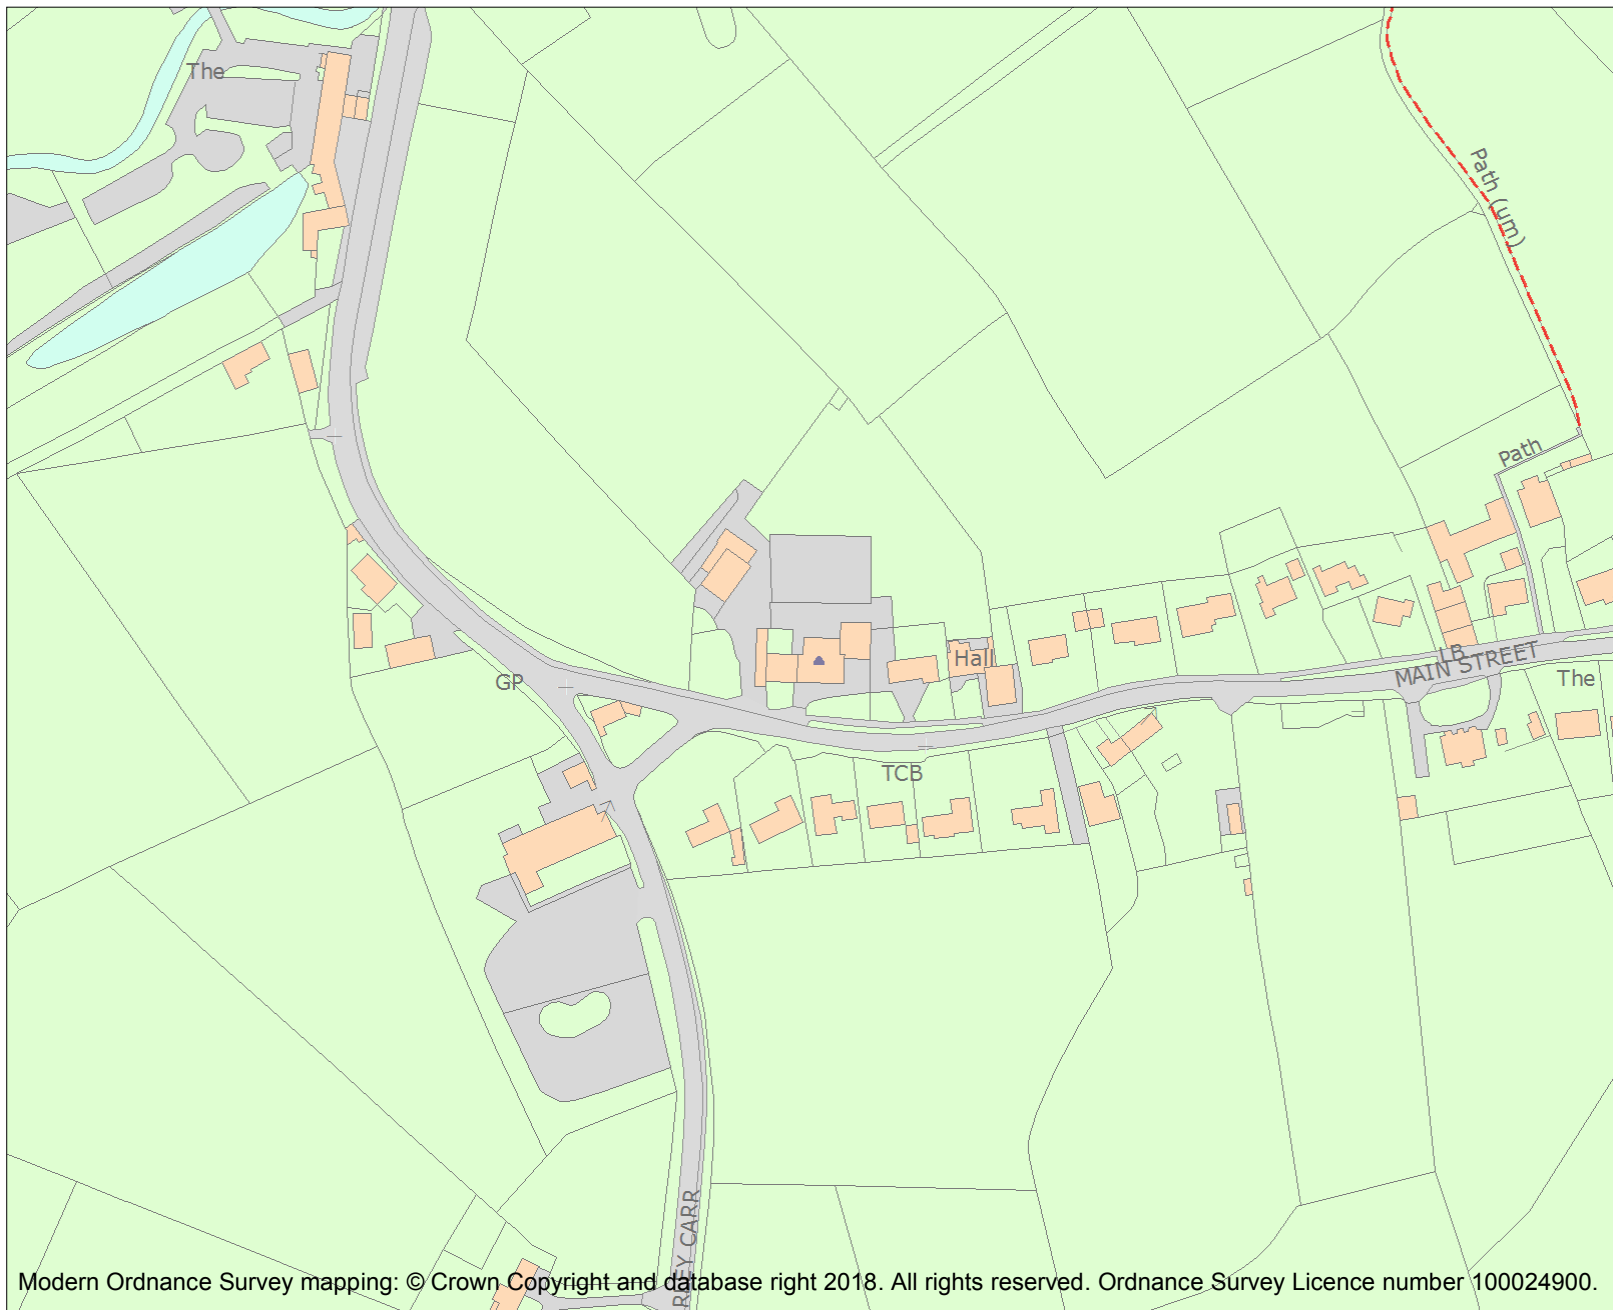 The
Path (um)
Path
Hall
LB
MAIN STREET
GP
The
TCB
Modern Ordnance Survey mapping: © Crown Copyright and database right 2018. All rights reserved. Ordnance Survey Licence number 100024900.